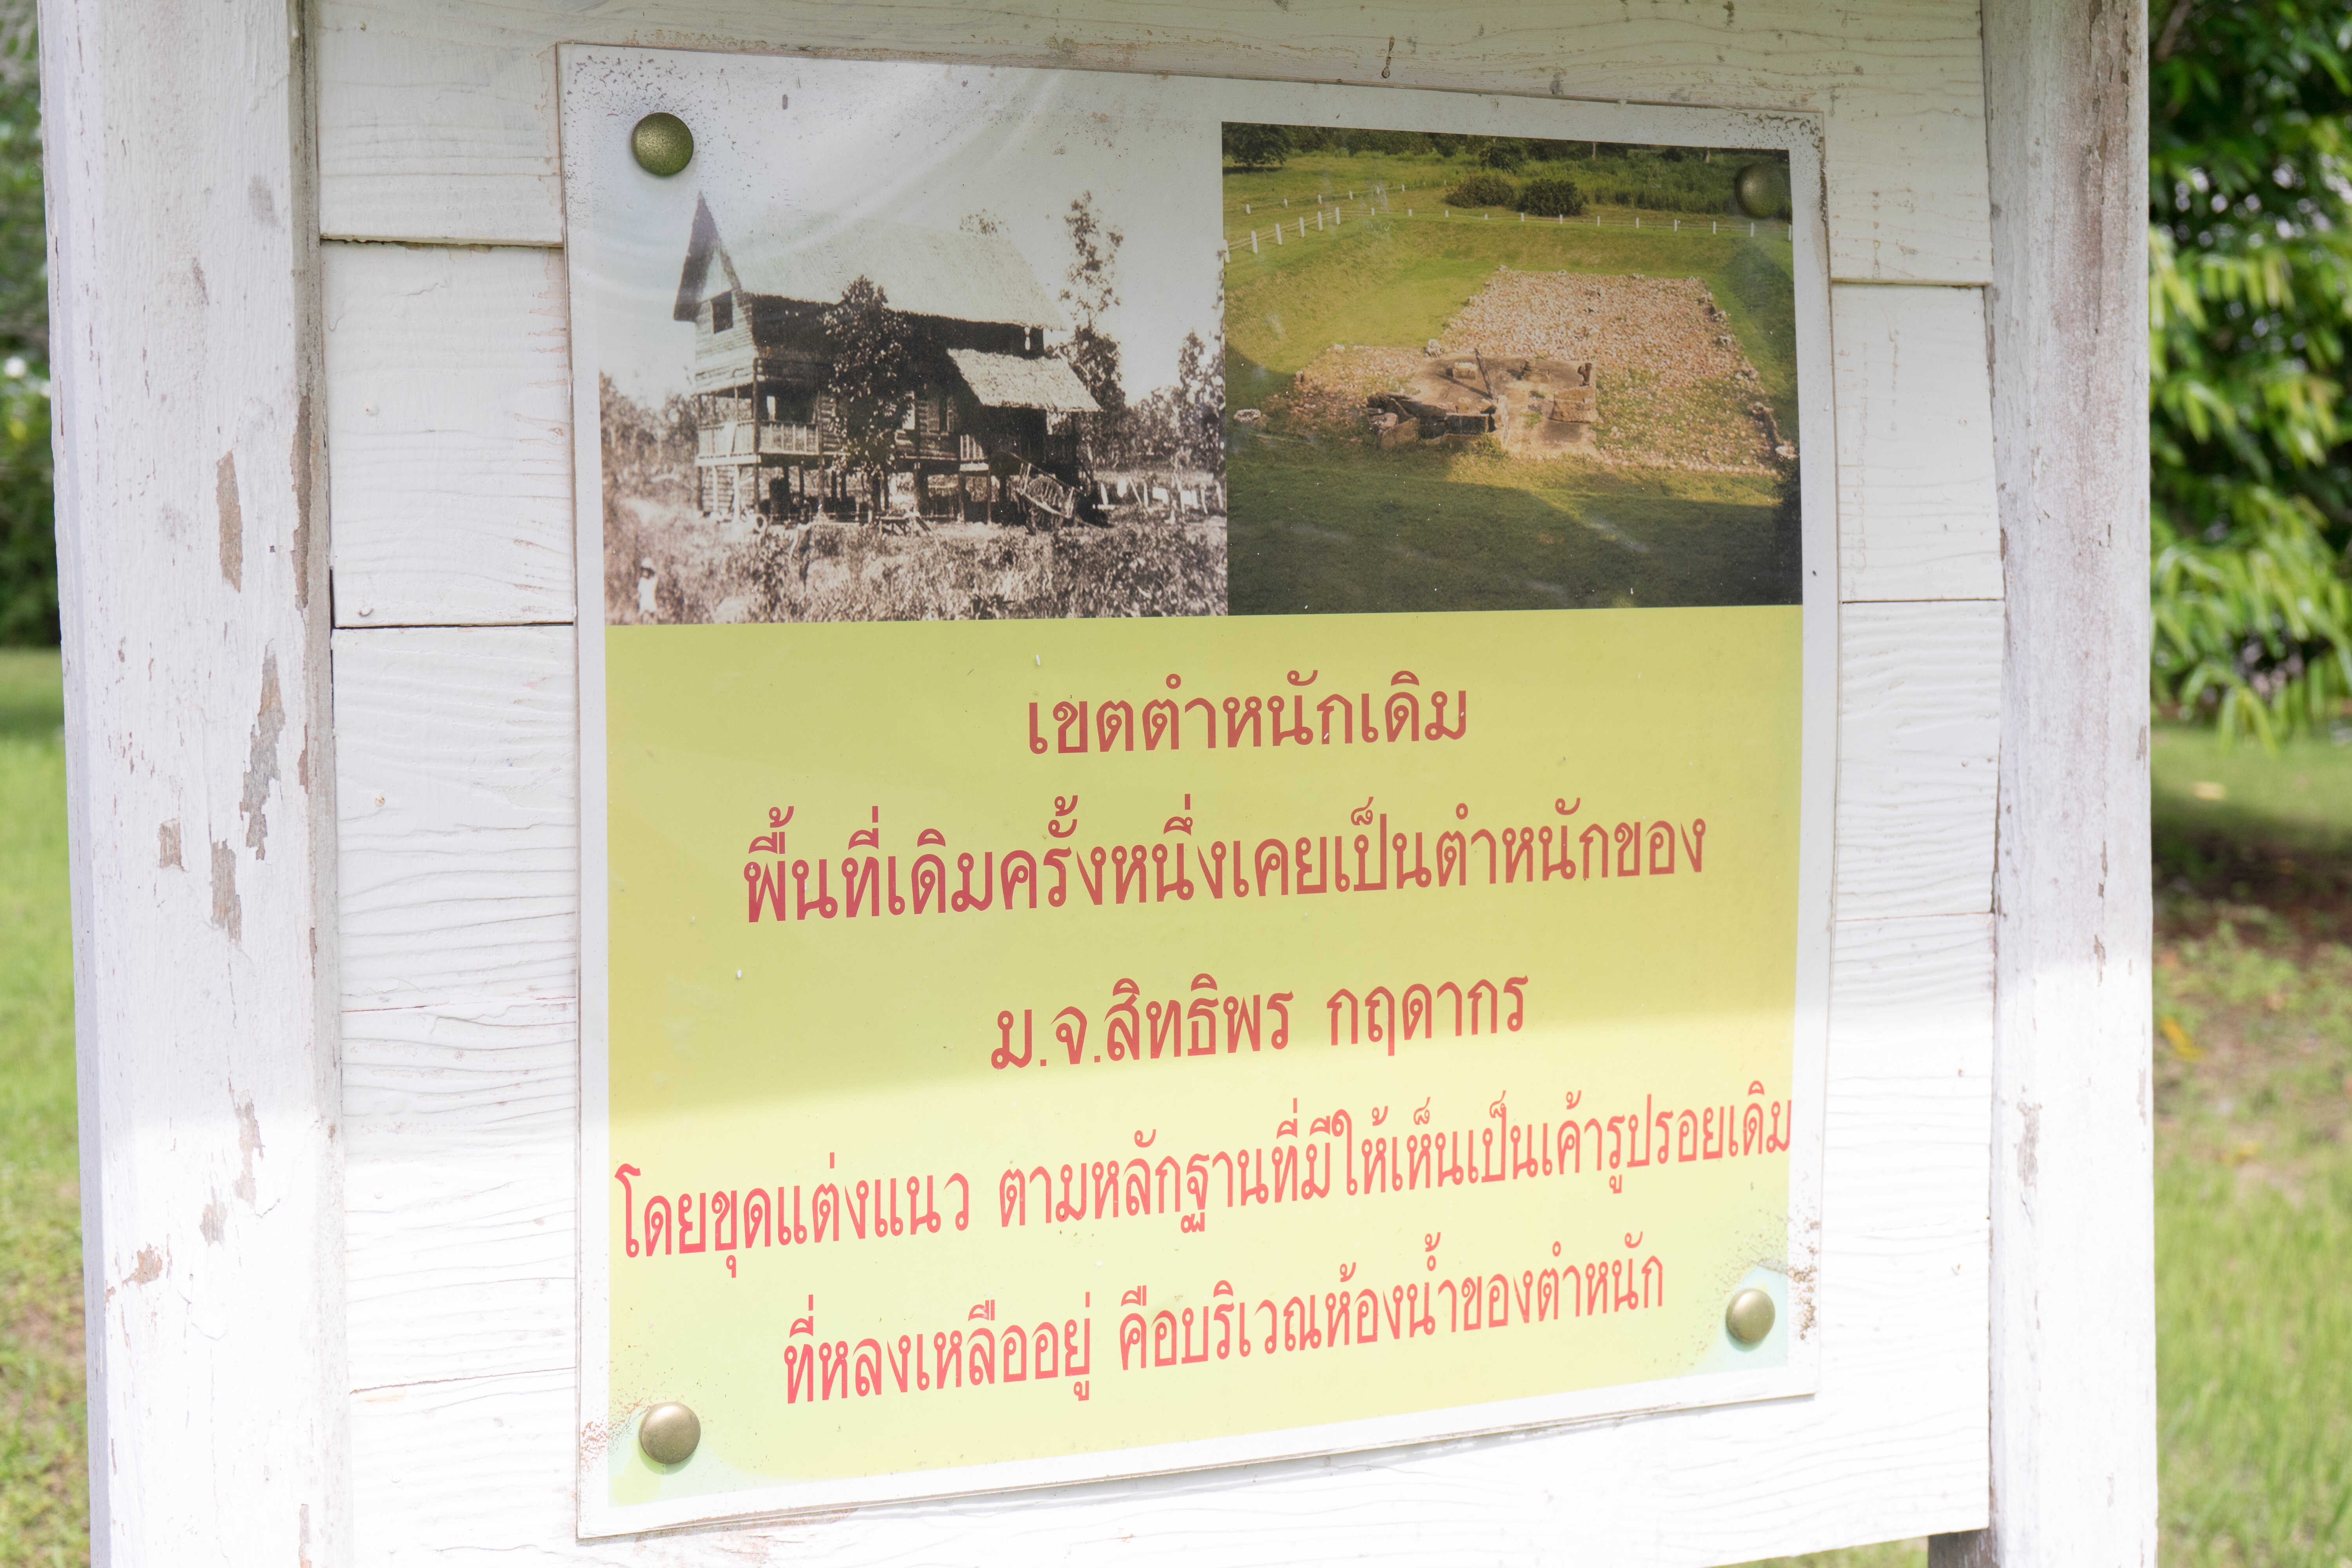 เขตตำหนักเดิม
พื้นที่เดิมครั้งหนึ่งเคยเป็นตำหนักของ
ม.จ.สิทธิพร กฤดากร
โดยขุดแต่งแนว ตามหลักฐานที่มีให้เห็นเป็นเค้ารูปรอยเดิม
ที่หลงเหลืออยู่ คือบริเวณห้องน้ำของตำหนัก